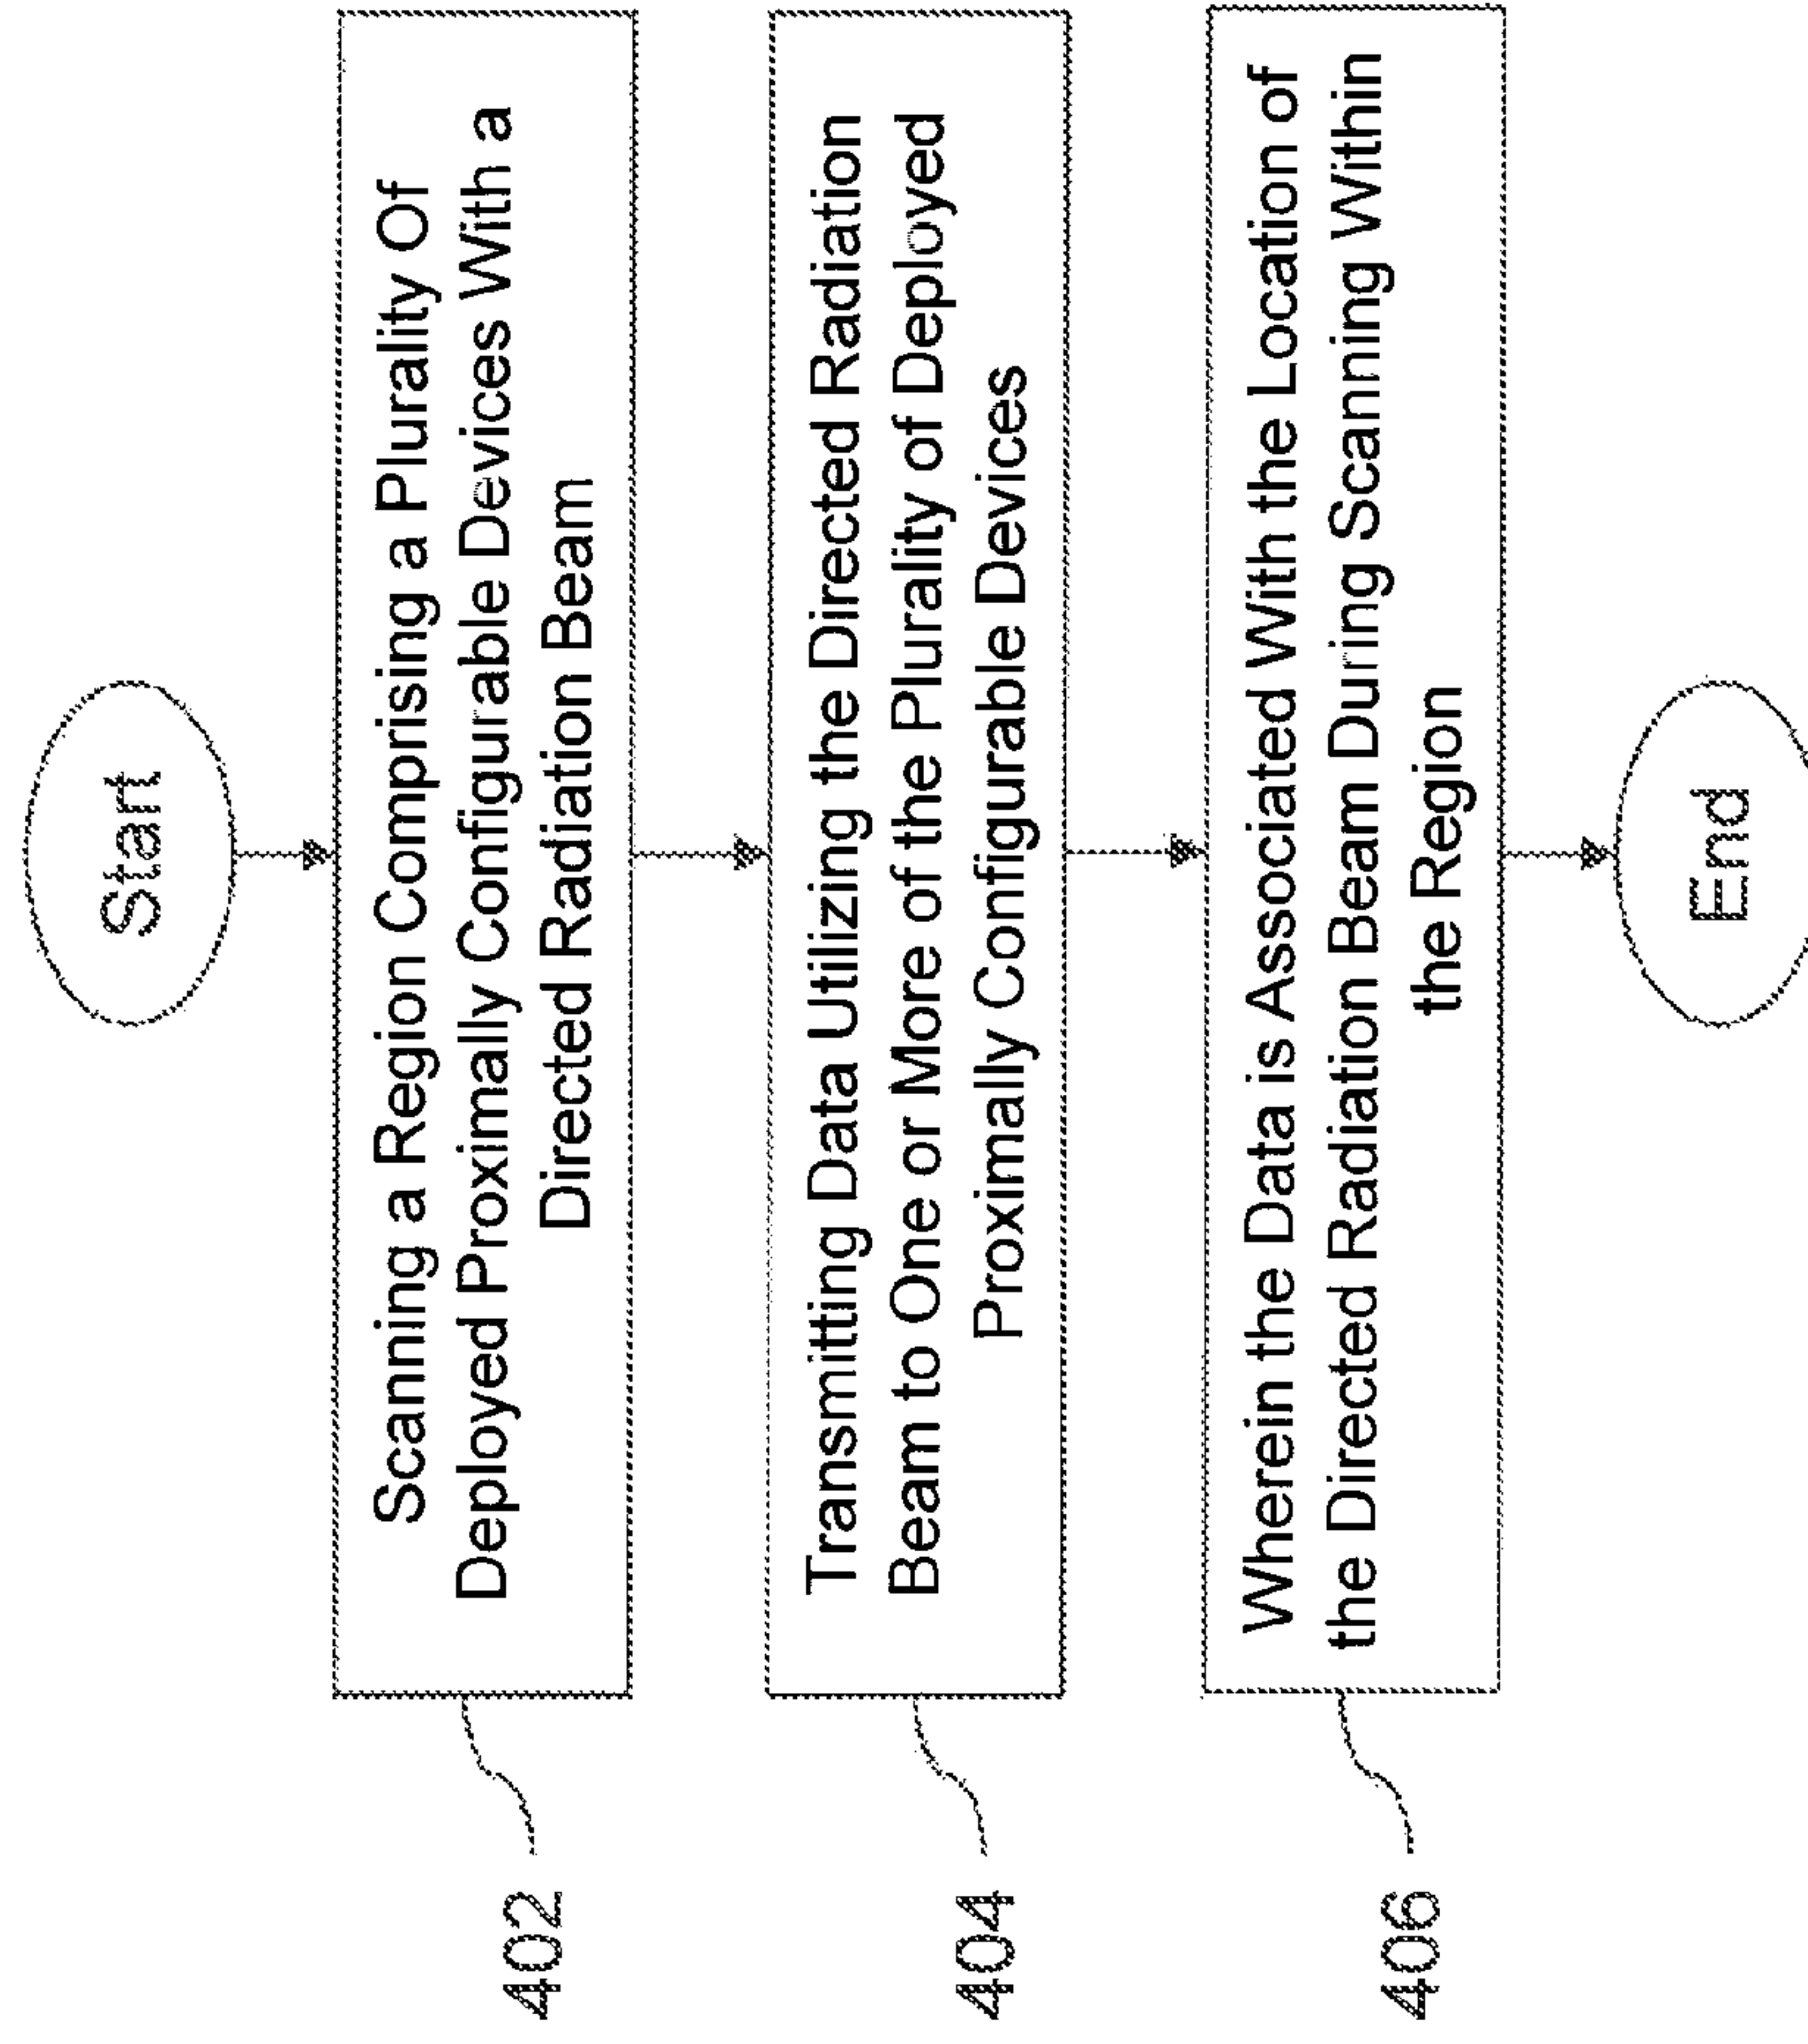 Start
402
Scanning a Region Comprising a Plurality Of
Deployed Proximally Configurable Devices With a
Directed Radiation Beam
404
Transmitting Data Utilizing the Directed Radiation
Beam to One or More of the Plurality of Deployed
Proximally Configurable Devices
406
Wherein the Data is Associated With the Location of
the Directed Radiation Beam During Scanning Within
the Region
End